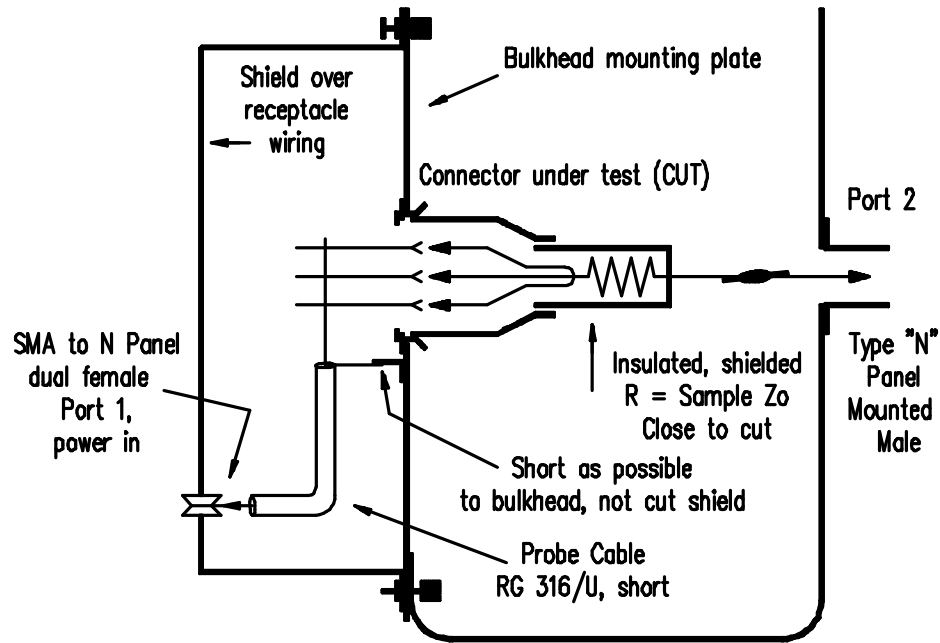 Shield over
receptacle
wiring
Bulkhead mounting plate
Connector under test (CUT)
Port 2
SMA to N Panel
dual female
Port 1,
power in
Insulated, shielded
R = Sample Zo
Close to cut
Type "N"
Panel
Mounted
Male
Short as possible
to bulkhead, not cut shield
Probe Cable
RG 316/U, short